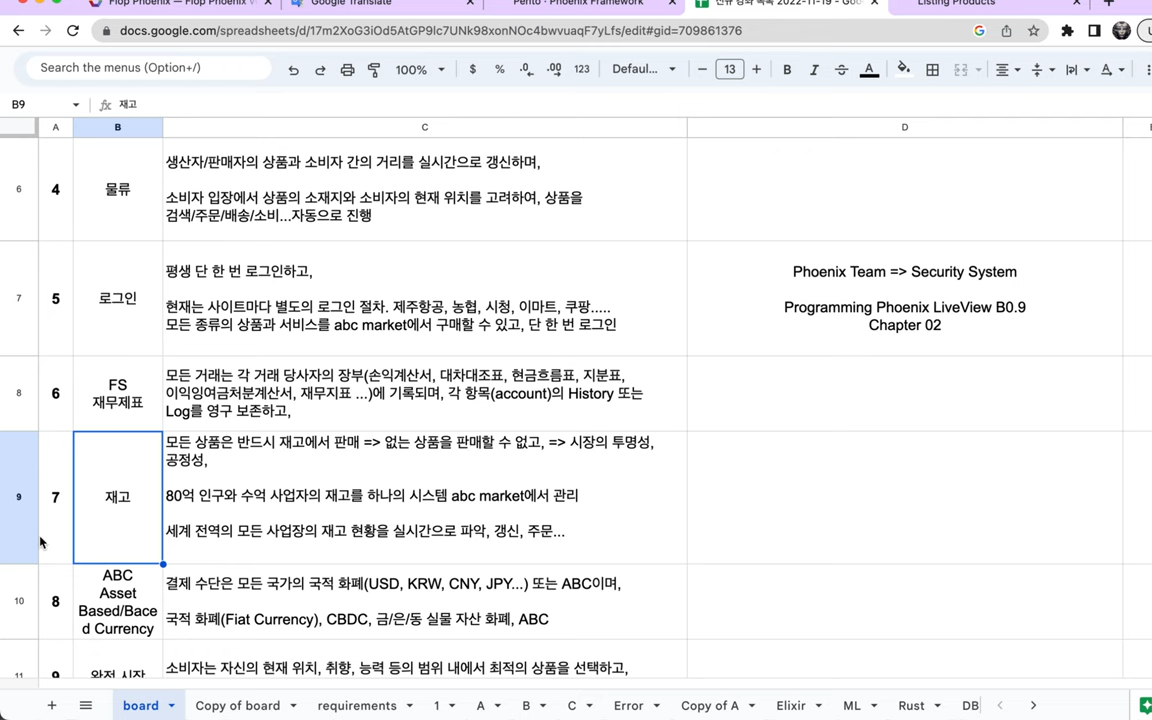 Flop Phoenix — Flop Phoenix
Google Translate
Pento · Phoenix Framework
신규 강좌 목록 2022-11-19 - Goo
Listing Products
docs.google.com/spreadsheets/d/17m2XoG3iOd5AtGP9lc7UNk98xonNOc4bwvuaqF7yLfs/edit#gid=709861376
Search the menus (Option+/)
100%
$
%
.0
.00
123
Defaul...
13
B
I
A
B9
fx
재고
A
B
C
D
6
4
물류
생산자/판매자의 상품과 소비자 간의 거리를 실시간으로 갱신하며,
소비자 입장에서 상품의 소재지와 소비자의 현재 위치를 고려하여, 상품을
검색/주문/배송/소비...자동으로 진행
7
5
로그인
평생 단 한 번 로그인하고,
현재는 사이트마다 별도의 로그인 절차. 제주항공, 농협, 시청, 이마트, 쿠팡.....
모든 종류의 상품과 서비스를 abc market에서 구매할 수 있고, 단 한 번 로그인
Phoenix Team => Security System
Programming Phoenix LiveView B0.9
Chapter 02
8
6
FS
재무제표
모든 거래는 각 거래 당사자의 장부(손익계산서, 대차대조표, 현금흐름표, 지분표,
이익잉여금처분계산서, 재무지표 ...)에 기록되며, 각 항목(account)의 History 또는
Log를 영구 보존하고,
9
7
재고
모든 상품은 반드시 재고에서 판매 => 없는 상품을 판매할 수 없고, => 시장의 투명성,
공정성,
80억 인구와 수억 사업자의 재고를 하나의 시스템 abc market에서 관리
세계 전역의 모든 사업장의 재고 현황을 실시간으로 파악, 갱신, 주문...
10
8
ABC
Asset
Based/Bace
d Currency
결제 수단은 모든 국가의 국적 화폐(USD, KRW, CNY, JPY...) 또는 ABC이며,
국적 화폐(Fiat Currency), CBDC, 금/은/동 실물 자산 화폐, ABC
11
9
완전 시장
소비자는 자신의 현재 위치, 취향, 능력 등의 범위 내에서 최적의 상품을 선택하고,
board
Copy of board
requirements
1
A
B
C
Error
Copy of A
Elixir
ML
Rust
DB